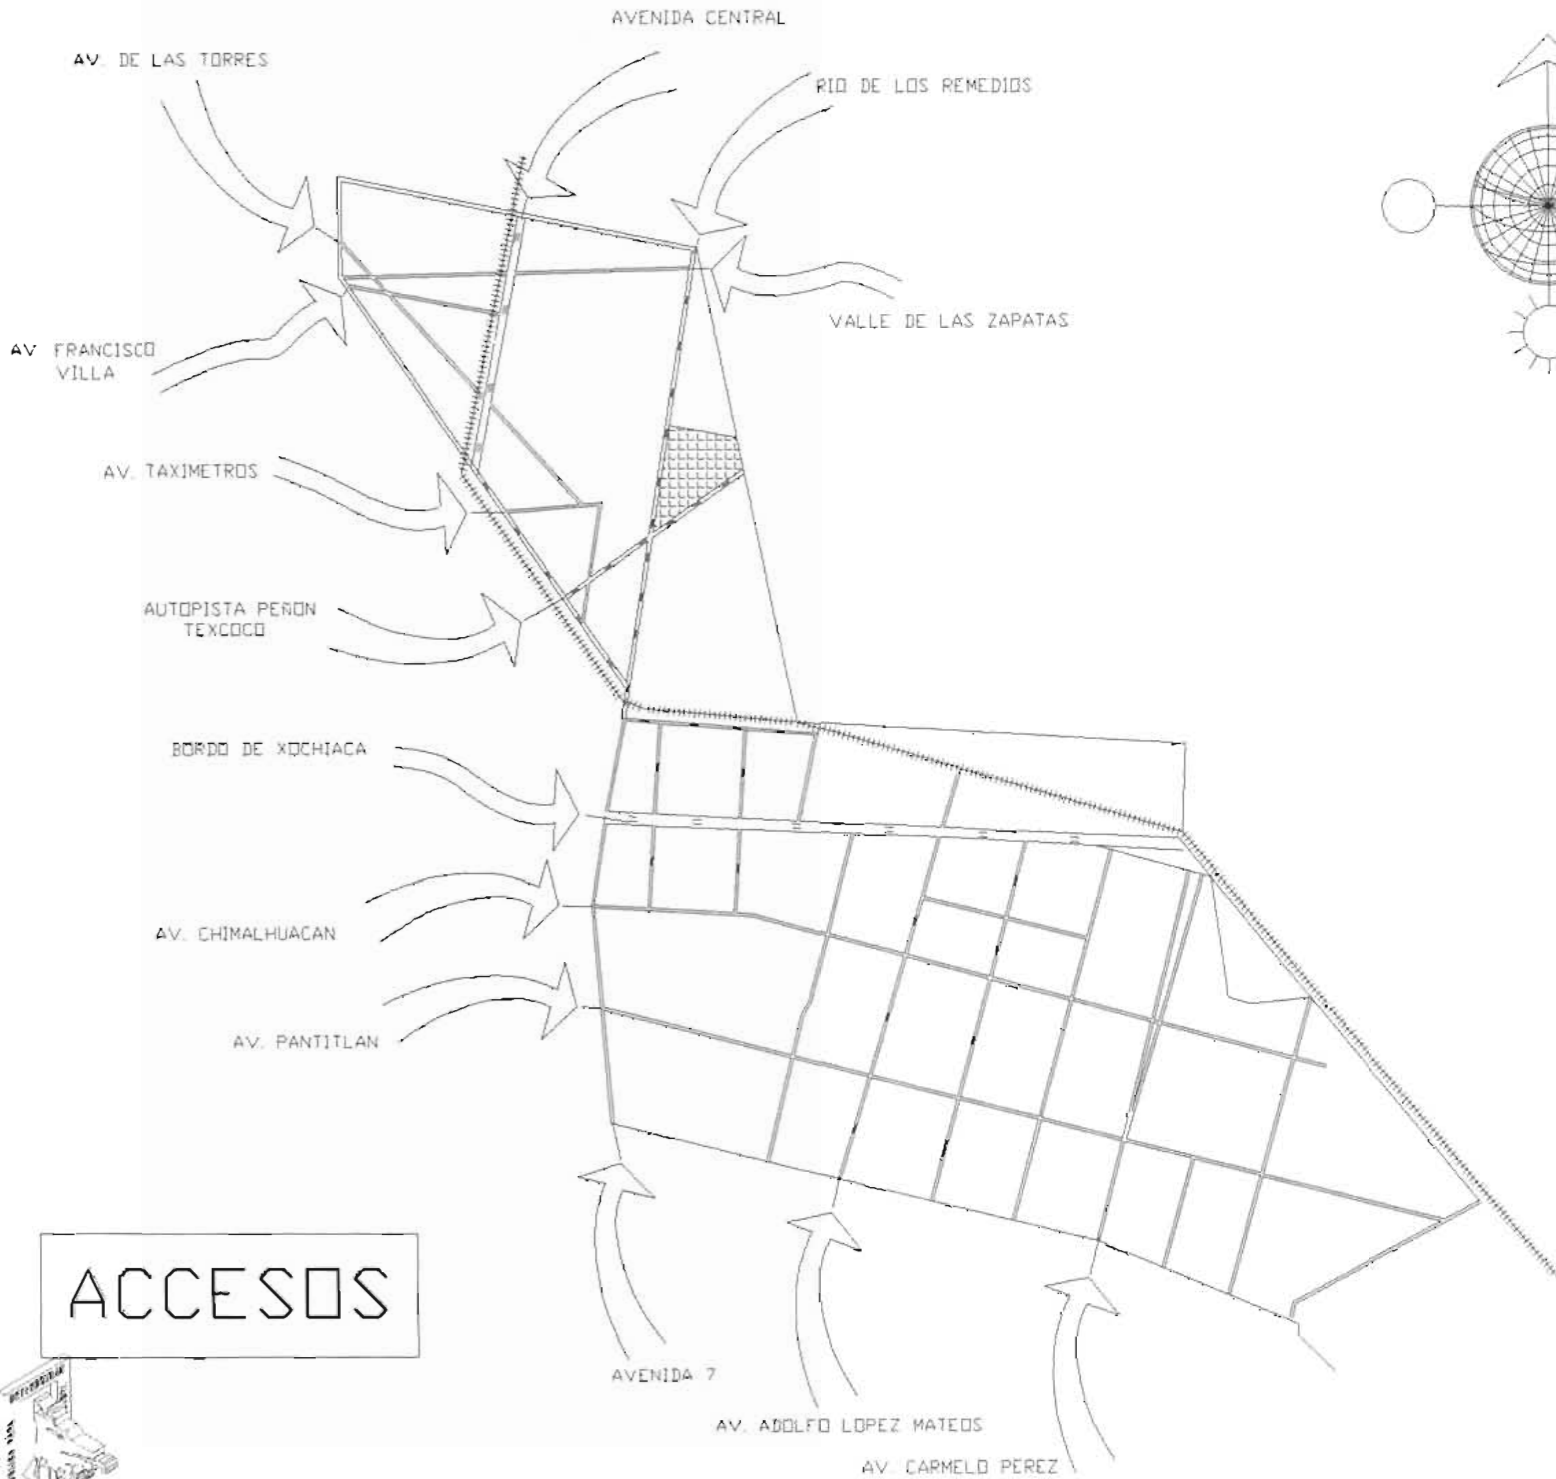 AVENIDA CENTRAL
AV. DE LAS TORRES
RIO DE LOS REMEDIOS
VALLE DE LAS ZAPATAS
AV FRANCISCO
VILLA
AV. TAXIMETROS
AUTOPISTA PEÑON
TEXCOCO
BORDO DE XOCHIACA
AV. CHIMALHUACAN
AV. PANTITLAN
ACCESOS
AVENIDA 7
AV. ADOLFO LOPEZ MATEOS
AV. CARMELO PEREZ